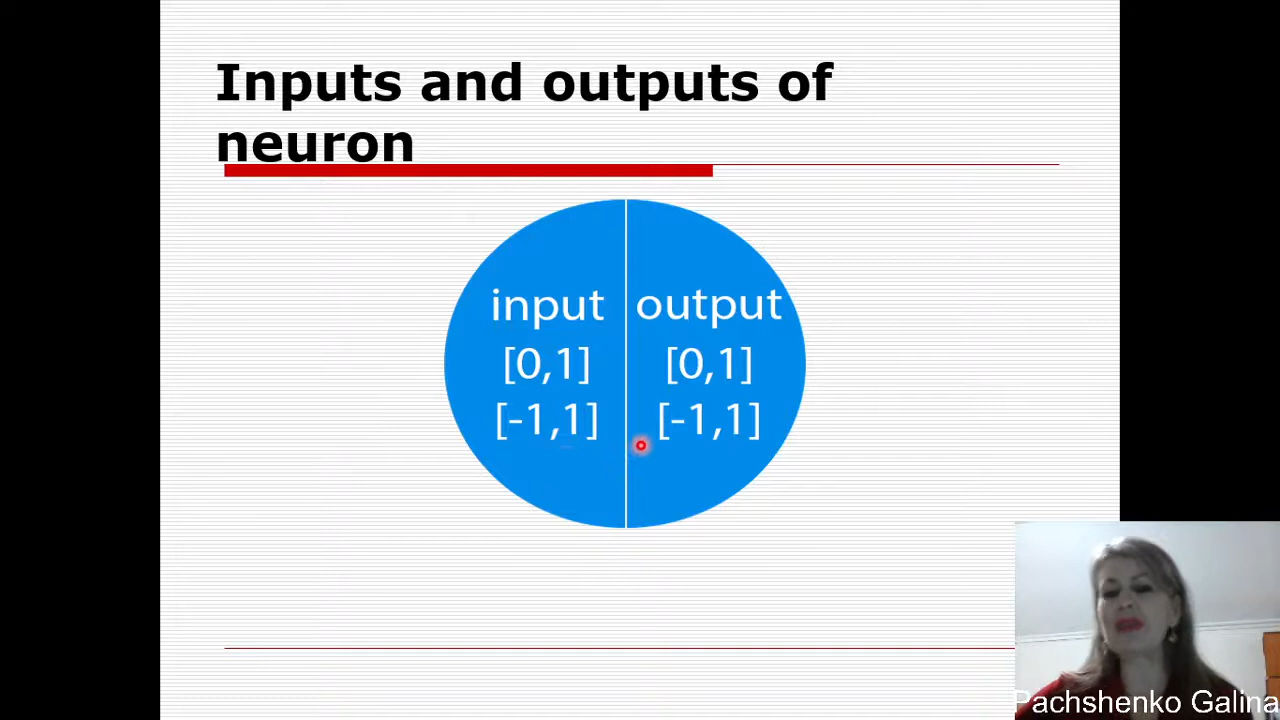 Inputs and outputs of
neuron
input output
[0,1] [0,1]
[-1,1] [-1,1]
Pachshenko Galina